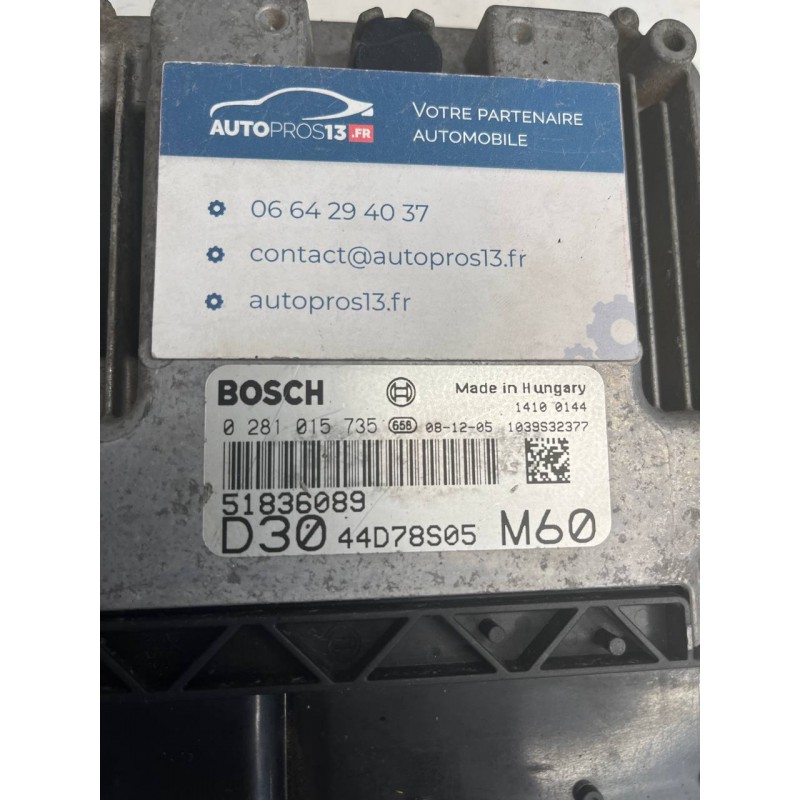 AUTOPROS13.FR
VOTRE PARTENAIRE
AUTOMOBILE
06 64 29 40 37
contact@autopros13.fr
autopros13.fr
BOSCH
Made in Hungary
1410 0144
0 281 015 735 658 08-12-05 1039S32377
51836089
D30 44D78S05 M60